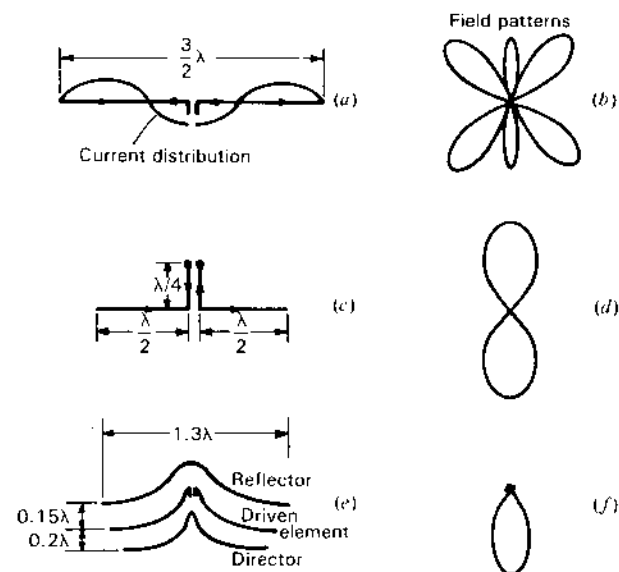 Field patterns
3/2 λ
(a)
(b)
Current distribution
λ/4
(c)
(d)
λ/2
λ/2
1.3λ
Reflector
(e)
(f)
0.15λ
Driven
element
0.2λ
Director